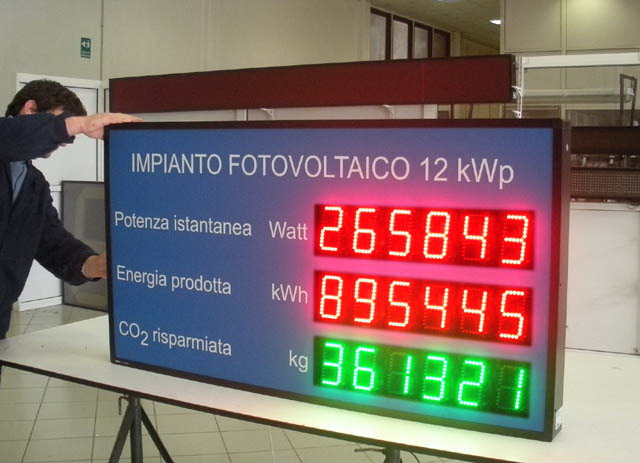 IMPIANTO FOTOVOLTAICO 12 kWp
Potenza istantanea Watt 265843
Energia prodotta kWh 895445
CO2 risparmiata kg 361321